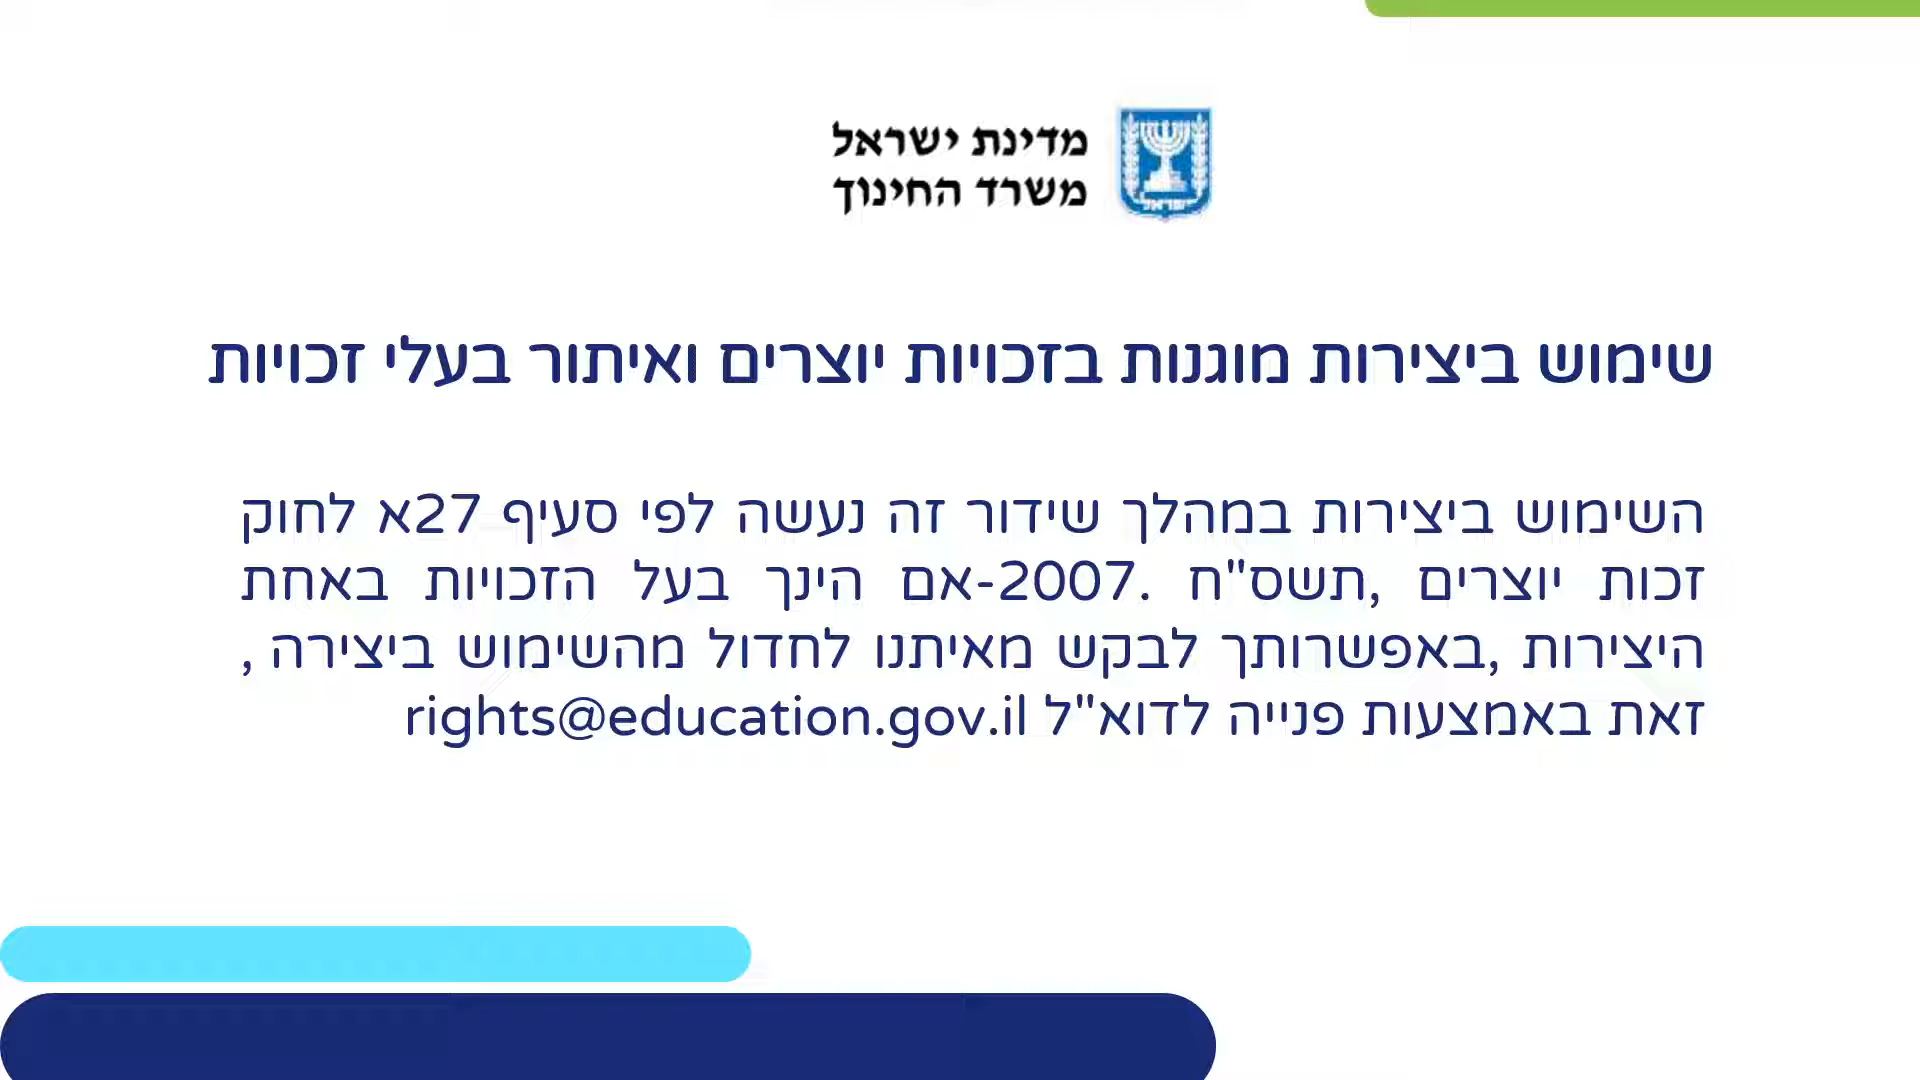 מדינת ישראל
משרד החינוך
שימוש ביצירות מוגנות בזכויות יוצרים ואיתור בעלי זכויות
השימוש ביצירות במהלך שידור זה נעשה לפי סעיף 27א לחוק
זכות יוצרים ,תשס"ח .2007-אם הינך בעל הזכויות באחת
היצירות ,באפשרותך לבקש מאיתנו לחדול מהשימוש ביצירה ,
זאת באמצעות פנייה לדוא"ל rights@education.gov.il